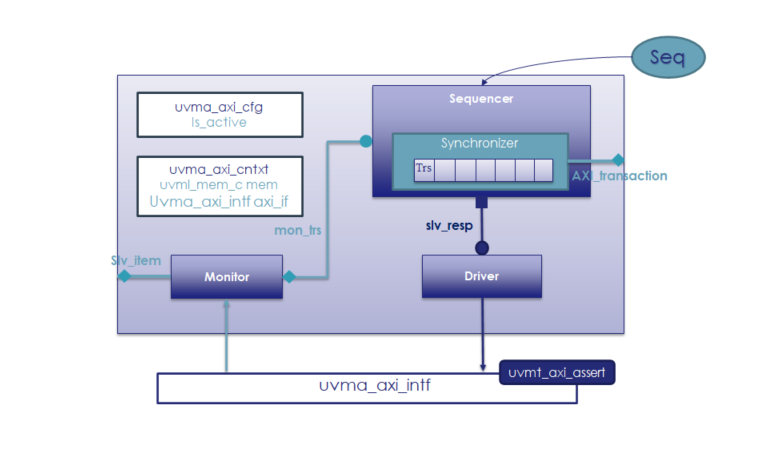 Seq
uvma_axi_cfg
Is_active
Sequencer
Synchronizer
Trs
uvma_axi_cntxt
uvml_mem_c mem
Uvma_axi_intf axi_if
AXI_transaction
mon_trs
slv_resp
Slv_item
Monitor
Driver
uvmt_axi_assert
uvma_axi_intf